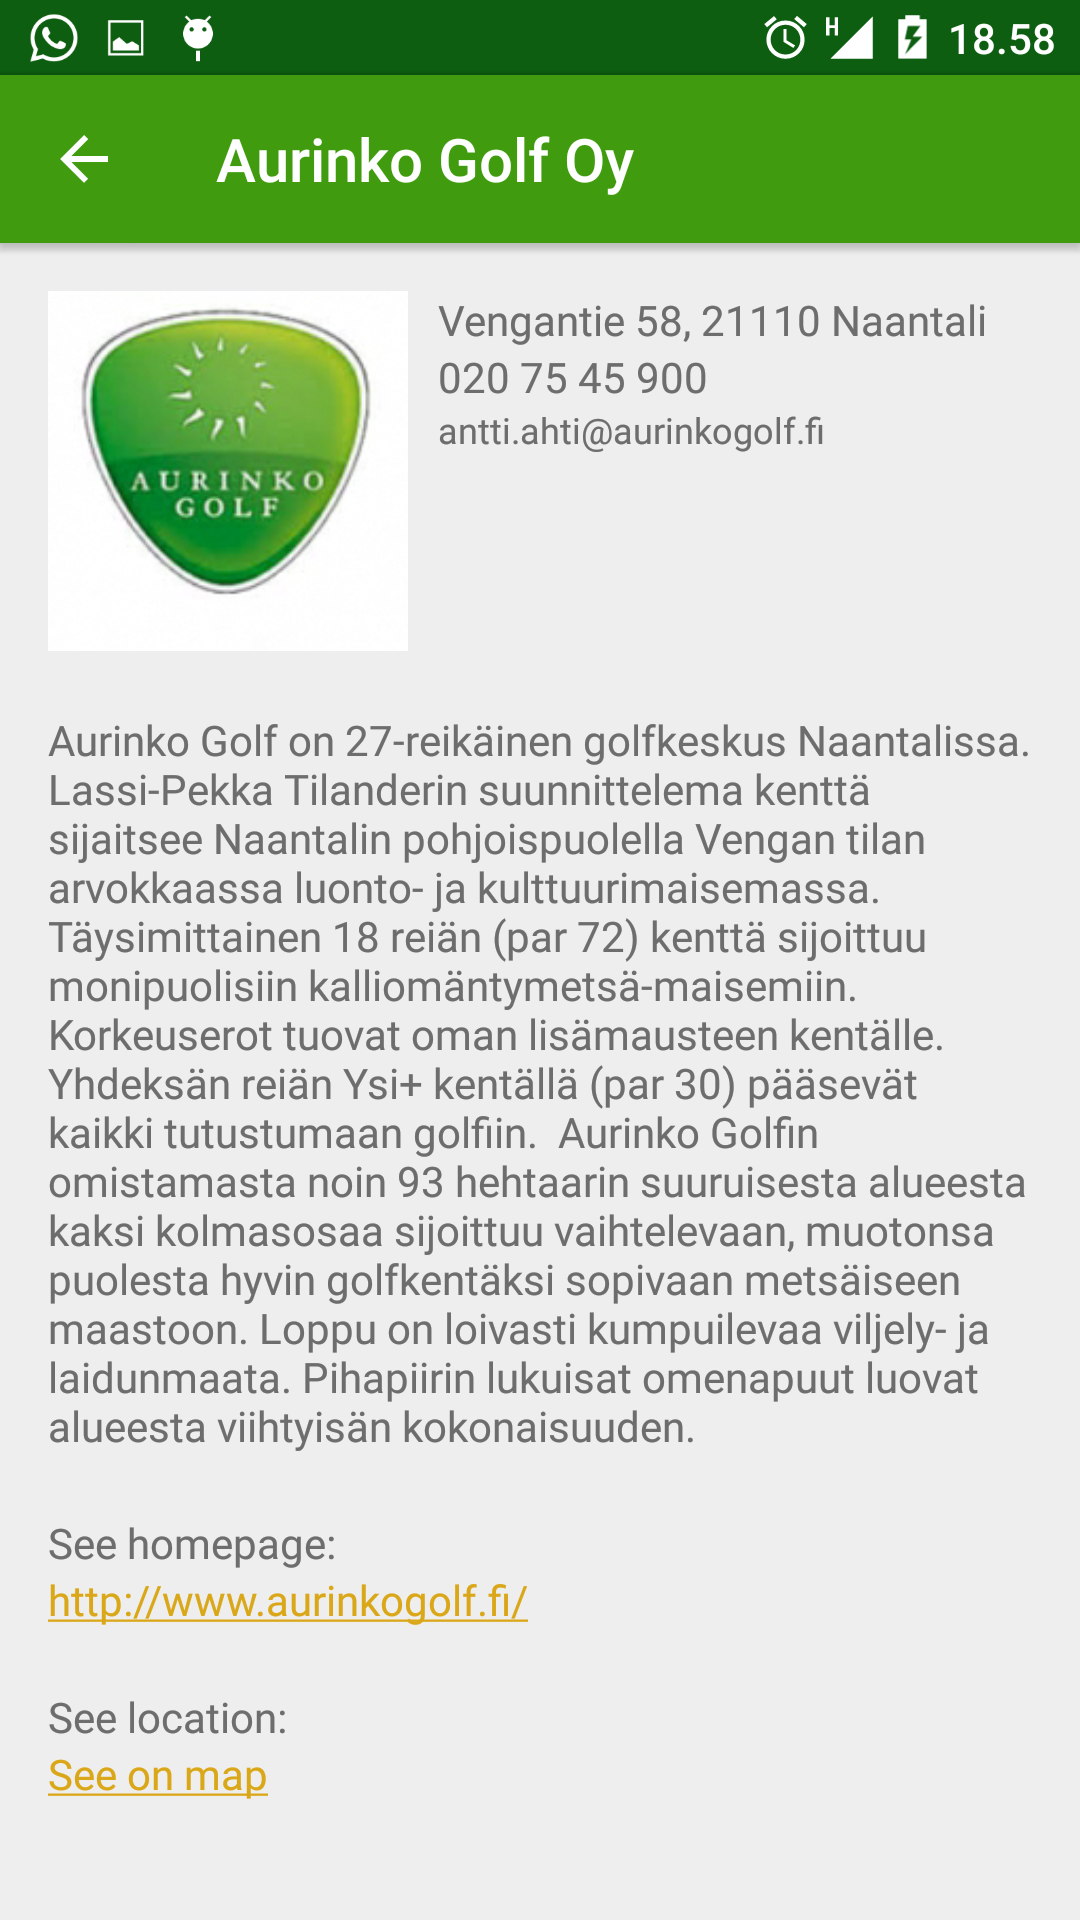 H 18.58
Aurinko Golf Oy
AURINKO
GOLF
Vengantie 58, 21110 Naantali
020 75 45 900
antti.ahti@aurinkogolf.fi
Aurinko Golf on 27-reikäinen golfkeskus Naantalissa.
Lassi-Pekka Tilanderin suunnittelema kenttä
sijaitsee Naantalin pohjoispuolella Vengan tilan
arvokkaassa luonto- ja kulttuurimaisemassa.
Täysimittainen 18 reiän (par 72) kenttä sijoittuu
monipuolisiin kalliomäntymetsä-maisemiin.
Korkeuserot tuovat oman lisämausteen kentälle.
Yhdeksän reiän Ysi+ kentällä (par 30) pääsevät
kaikki tutustumaan golfiin.  Aurinko Golfin
omistamasta noin 93 hehtaarin suuruisesta alueesta
kaksi kolmasosaa sijoittuu vaihtelevaan, muotonsa
puolesta hyvin golfkentäksi sopivaan metsäiseen
maastoon. Loppu on loivasti kumpuilevaa viljely- ja
laidunmaata. Pihapiirin lukuisat omenapuut luovat
alueesta viihtyisän kokonaisuuden.
See homepage:
http://www.aurinkogolf.fi/
See location:
See on map